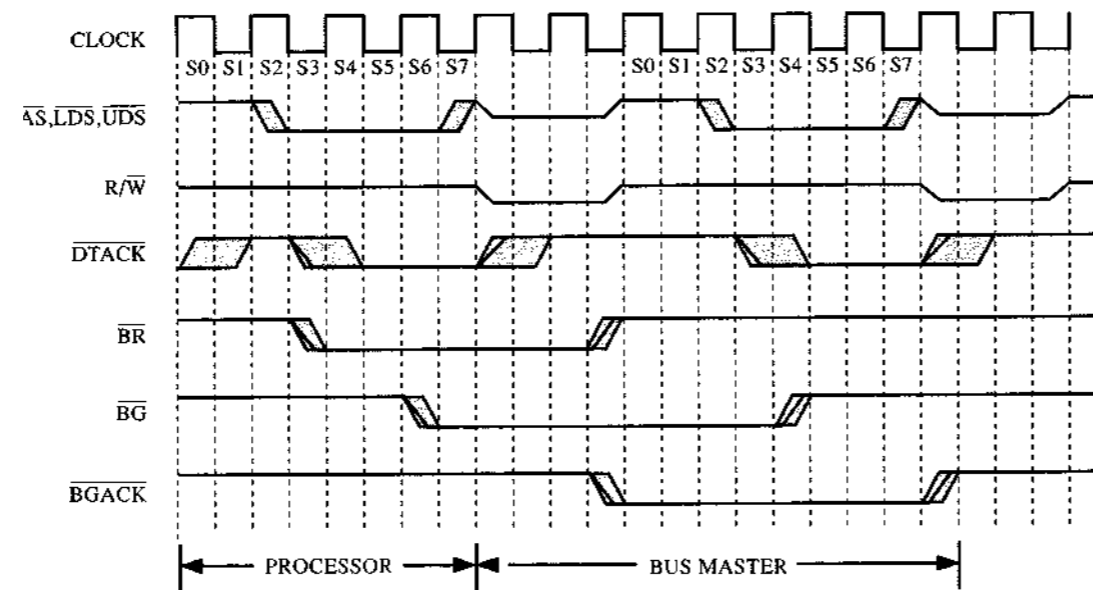 CLOCK
S0 S1 S2 S3 S4 S5 S6 S7 S0 S1 S2 S3 S4 S5 S6 S7
AS,LDS,UDS
R/W
DTACK
BR
BG
BGACK
PROCESSOR BUS MASTER